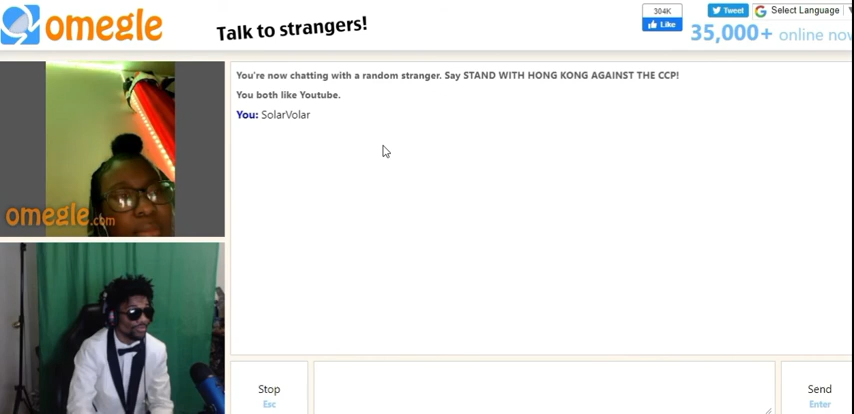 omegle
Talk to strangers!
304K
Like
Tweet
G Select Language
35,000+ online now
You're now chatting with a random stranger. Say STAND WITH HONG KONG AGAINST THE CCP!
You both like Youtube.
You: SolarVolar
omegle.com
Stop
Esc
Send
Enter